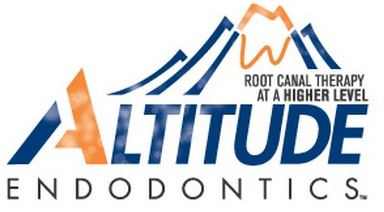 ROOT CANAL THERAPY
AT A HIGHER LEVEL
ALTITUDE
ENDODONTICS™